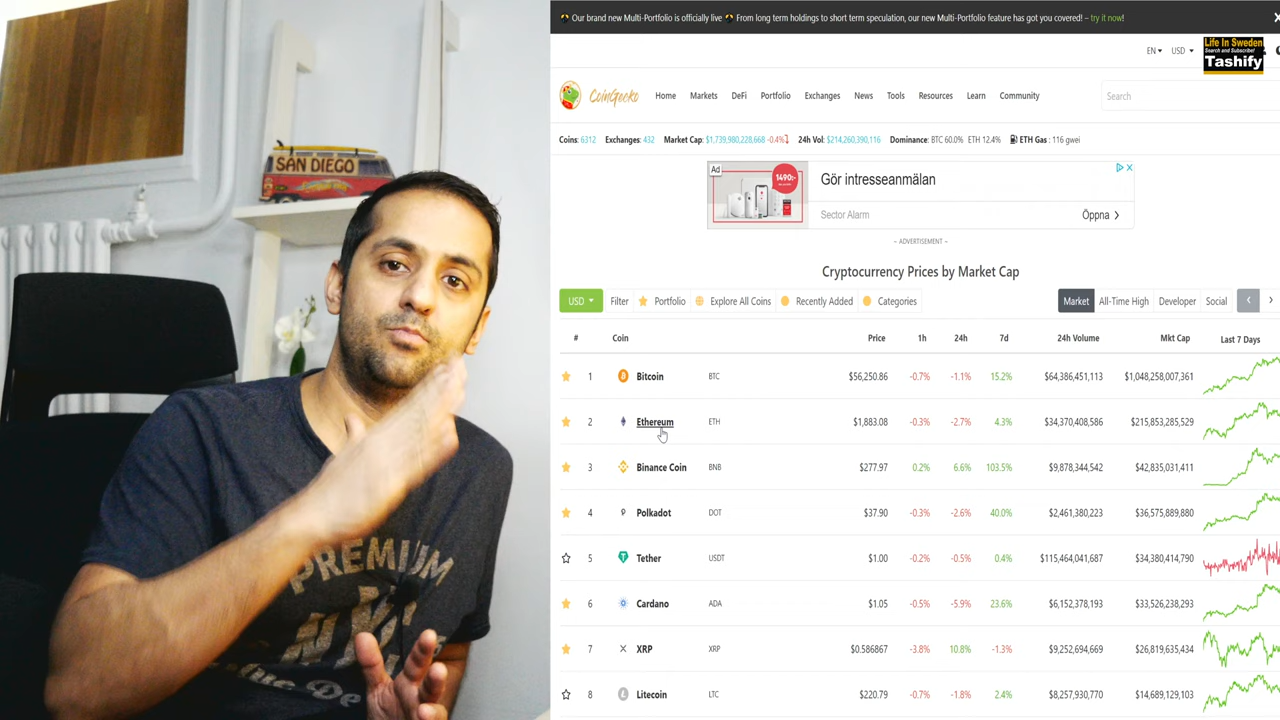 Our brand new Multi-Portfolio is officially live From long term holdings to short term speculation, our new Multi-Portfolio feature has got you covered! – try it now!
EN USD
Life In Sweden
Search and Subscribe!
Tashify
CoinGecko Home Markets DeFi Portfolio Exchanges News Tools Resources Learn Community Search
Coins: 6312 Exchanges: 432 Market Cap: $1,739,980,228,668 -0.4% 24h Vol: $214,260,390,116 Dominance: BTC 60.0% ETH 12.4% ETH Gas : 116 gwei
SAN DIEGO
Ad
1490:-
Gör intresseanmälan
Sector Alarm Öppna
– ADVERTISEMENT –
Cryptocurrency Prices by Market Cap
USD Filter Portfolio Explore All Coins Recently Added Categories Market All-Time High Developer Social
# Coin Price 1h 24h 7d 24h Volume Mkt Cap Last 7 Days
1 Bitcoin BTC $56,250.86 -0.7% -1.1% 15.2% $64,386,451,113 $1,048,258,007,361
2 Ethereum ETH $1,883.08 -0.3% -2.7% 4.3% $34,370,408,586 $215,853,285,529
3 Binance Coin BNB $277.97 0.2% 6.6% 103.5% $9,878,344,542 $42,835,031,411
4 Polkadot DOT $37.90 -0.3% -2.6% 40.0% $2,461,380,223 $36,575,889,880
5 Tether USDT $1.00 -0.2% -0.5% 0.4% $115,464,041,687 $34,380,414,790
6 Cardano ADA $1.05 -0.5% -5.9% 23.6% $6,152,378,193 $33,526,238,293
7 XRP XRP $0.586867 -3.8% 10.8% -1.3% $9,252,694,669 $26,819,635,434
8 Litecoin LTC $220.79 -0.7% -1.8% 2.4% $8,257,930,770 $14,689,129,103
PREMIUM